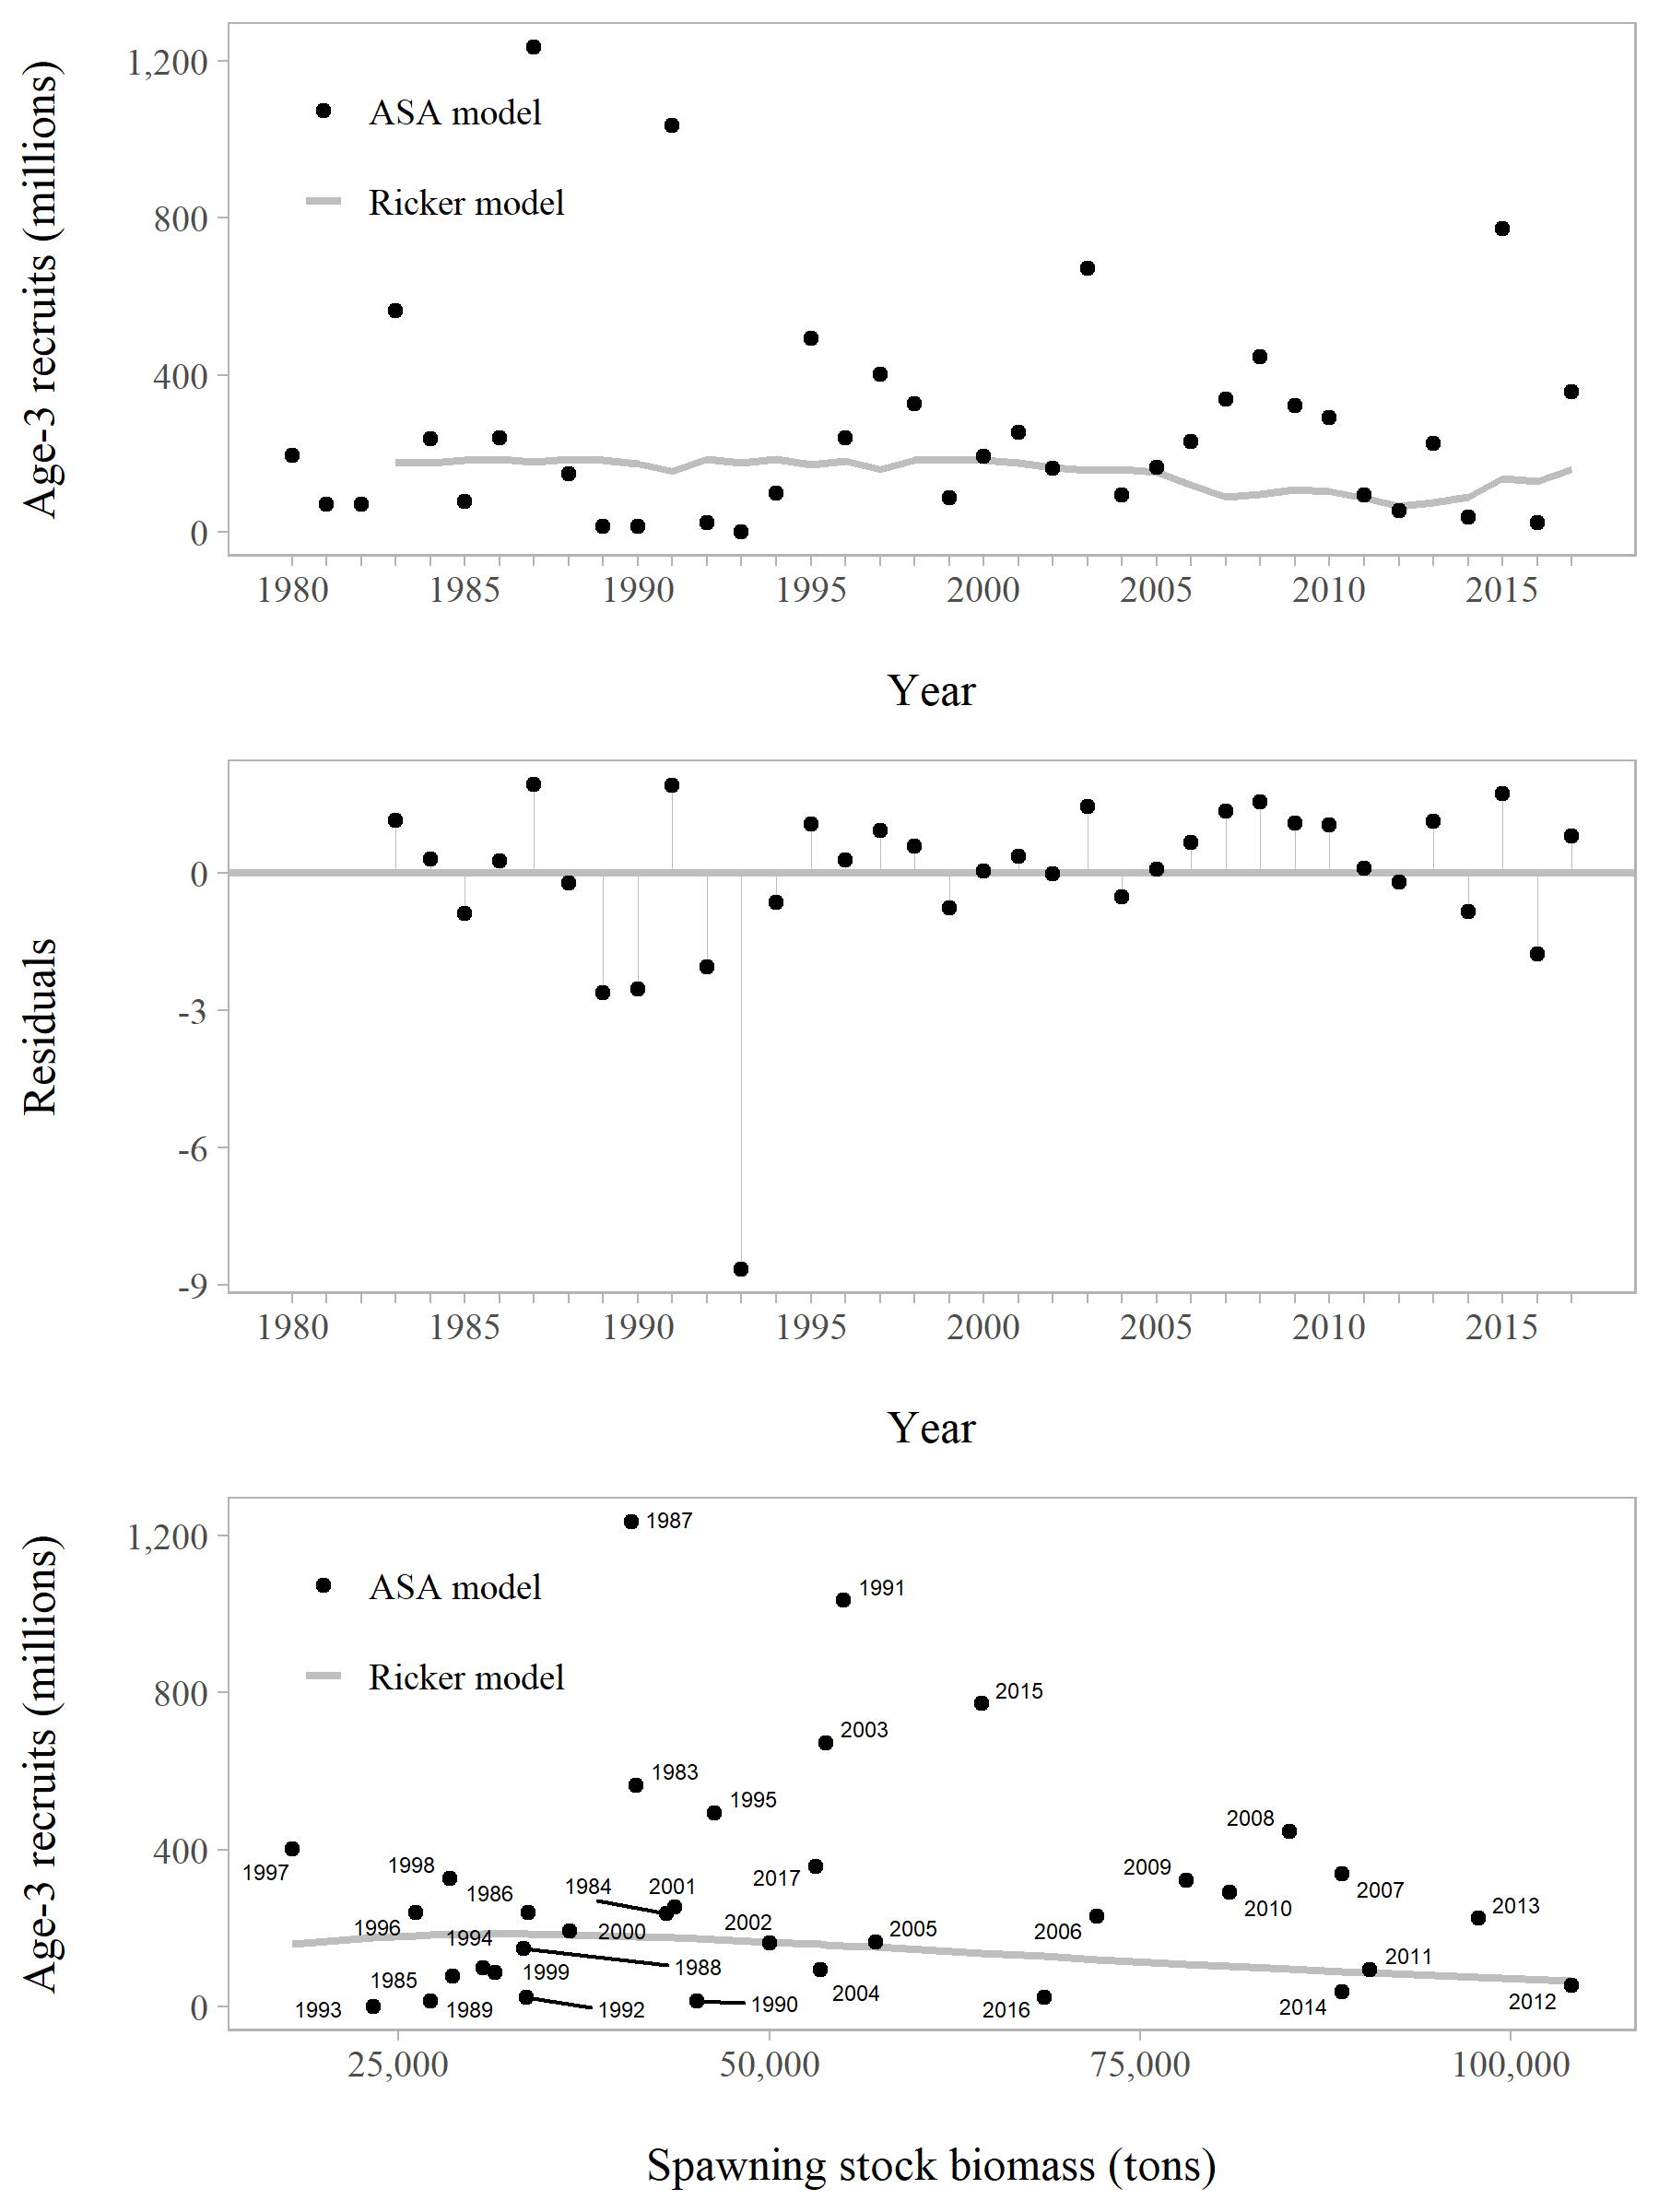 Age-3 recruits (millions)
1,200
800
400
0
ASA model
Ricker model
1980 1985 1990 1995 2000 2005 2010 2015
Year
Residuals
0
-3
-6
-9
1980 1985 1990 1995 2000 2005 2010 2015
Year
Age-3 recruits (millions)
1,200
800
400
0
ASA model
Ricker model
1987
1991
2015
2003
1983
1995
2008
1997 1998 1986 1984 2001 2017 2009 2007
2010 2013
1996 1994 2000 2002 2005 2006
1985 1999 1988 2011
1993 1989 1992 1990 2004 2016 2014 2012
25,000 50,000 75,000 100,000
Spawning stock biomass (tons)